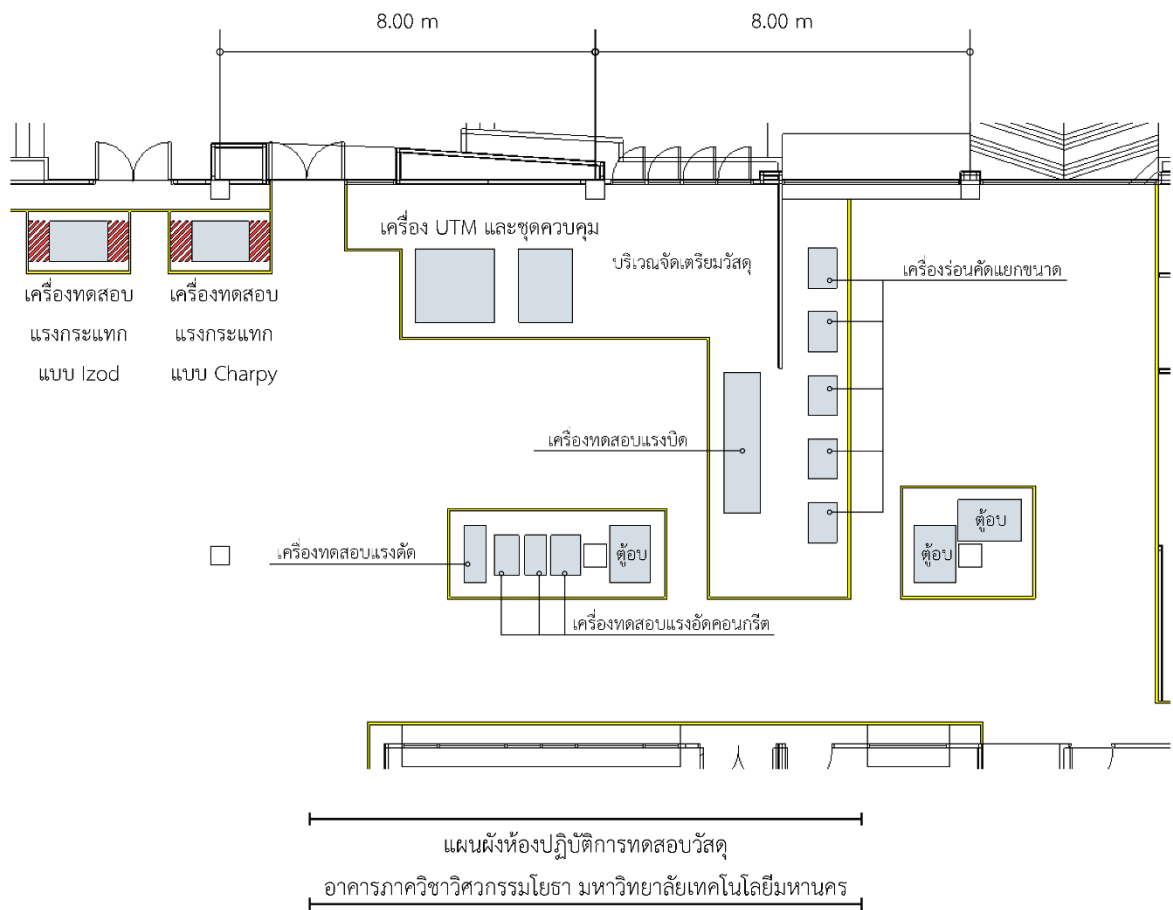 8.00 m
8.00 m
เครื่อง UTM และชุดควบคุม
บริเวณจัดเตรียมวัสดุ
เครื่องร่อนคัดแยกขนาด
เครื่องทดสอบ
แรงกระแทก
แบบ Izod
เครื่องทดสอบ
แรงกระแทก
แบบ Charpy
เครื่องทดสอบแรงบิด
ตู้อบ
เครื่องทดสอบแรงดัด
ตู้อบ
ตู้อบ
เครื่องทดสอบแรงอัดคอนกรีต
แผนผังห้องปฏิบัติการทดสอบวัสดุ
อาคารภาควิชาวิศวกรรมโยธา มหาวิทยาลัยเทคโนโลยีมหานคร